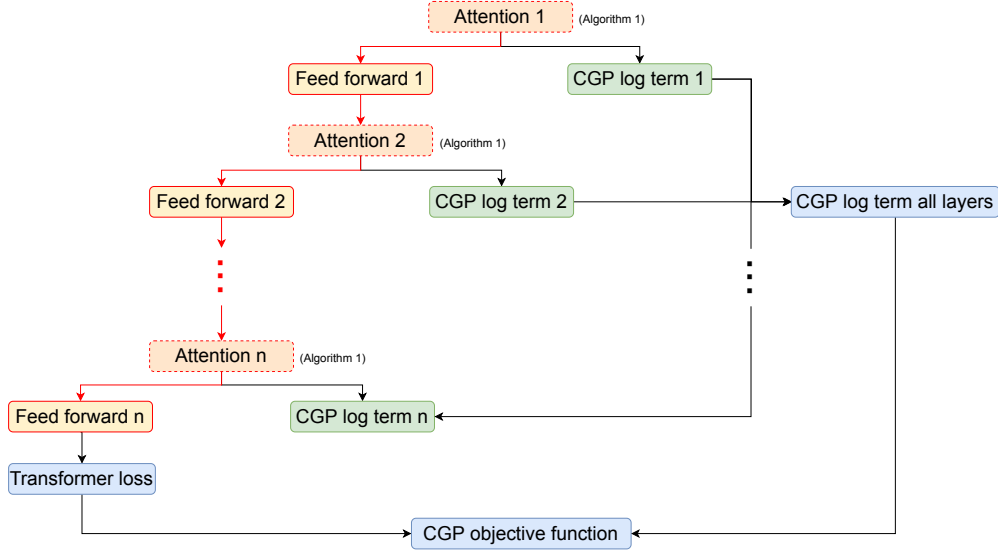 Attention 1
(Algorithm 1)
Feed forward 1
CGP log term 1
Attention 2
(Algorithm 1)
Feed forward 2
CGP log term 2
CGP log term all layers
Attention n
(Algorithm 1)
Feed forward n
CGP log term n
Transformer loss
CGP objective function